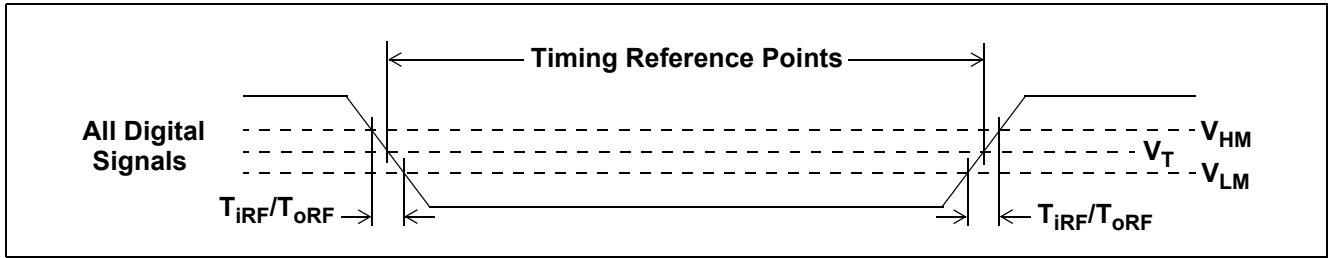 Timing Reference Points
All Digital
Signals
V_HM
V_T
V_LM
T_iRF/T_oRF
T_iRF/T_oRF